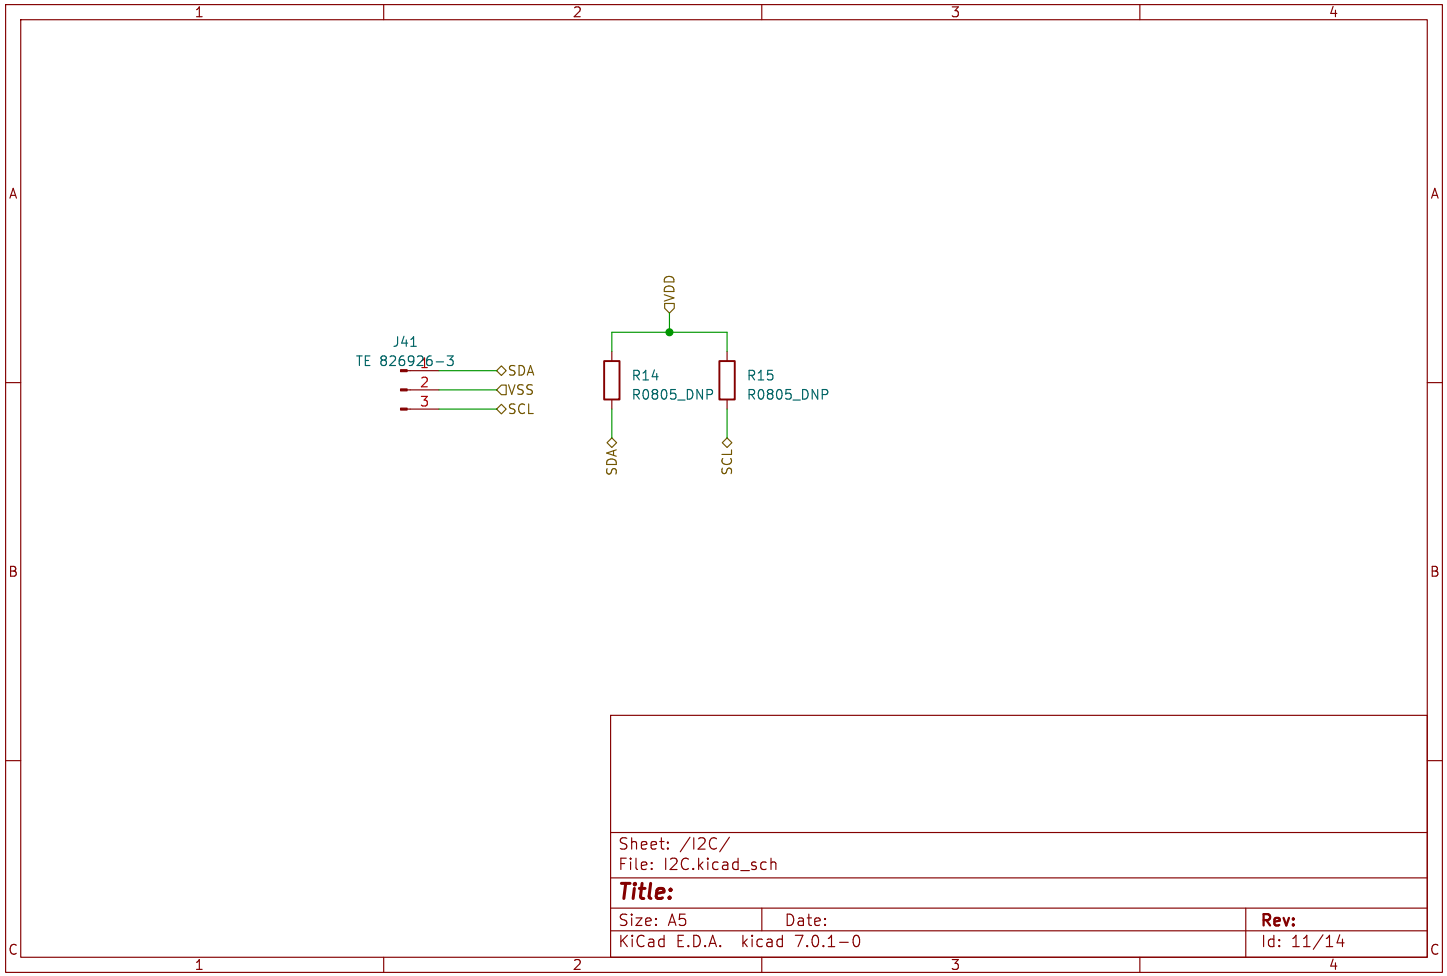 1 2 3 4
A A
VDD
J41
TE 826926-3
1 SDA
2 VSS
3 SCL
R14
R0805_DNP
R15
R0805_DNP
SDA
SCL
B B
Sheet: /I2C/
File: I2C.kicad_sch
Title:
Size: A5 Date: Rev:
KiCad E.D.A. kicad 7.0.1-0 Id: 11/14
C C
1 2 3 4